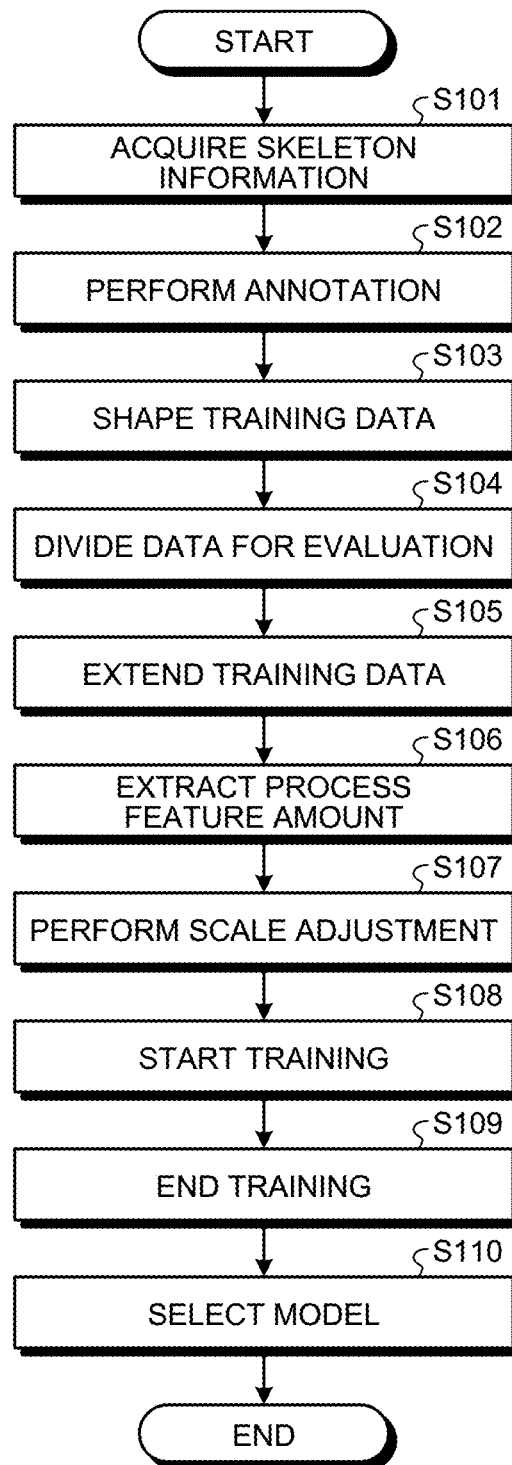 START
S101
ACQUIRE SKELETON
INFORMATION
S102
PERFORM ANNOTATION
S103
SHAPE TRAINING DATA
S104
DIVIDE DATA FOR EVALUATION
S105
EXTEND TRAINING DATA
S106
EXTRACT PROCESS
FEATURE AMOUNT
S107
PERFORM SCALE ADJUSTMENT
S108
START TRAINING
S109
END TRAINING
S110
SELECT MODEL
END